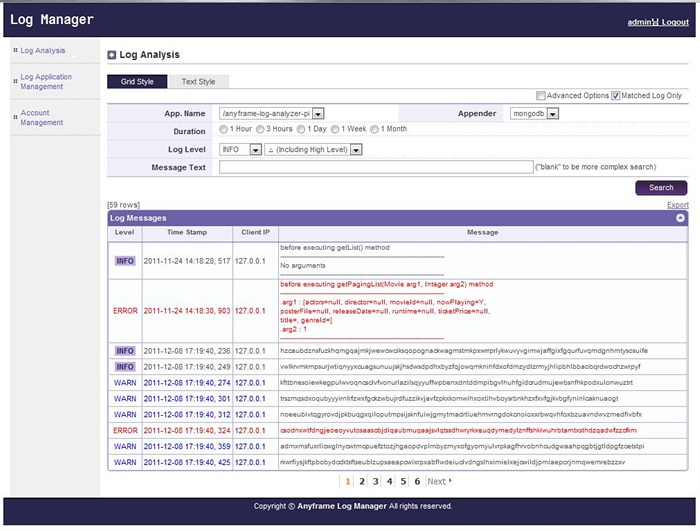 Log Manager
admin님 Logout
Log Analysis
Log Application
Management
Account
Management
Log Analysis
Grid Style Text Style
Advanced Options Matched Log Only
App. Name /anyframe-log-analyzer-pi Appender mongodb
Duration 1 Hour 3 Hours 1 Day 1 Week 1 Month
Log Level INFO △ (Including High Level)
Message Text ("blank" to be more complex search)
Search
[59 rows] Export
Log Messages
Level Time Stamp Client IP Message
before executing getList() method
INFO 2011-11-24 14:18:28, 517 127.0.0.1
No arguments
before executing getPagingList(Movie arg1, Integer arg2) method
ERROR 2011-11-24 14:18:30, 903 127.0.0.1
.arg1 : [actors=null, director=null, movieId=null, nowPlaying=Y,
posterFile=null, releaseDate=null, runtime=null, ticketPrice=null,
title=, genreId=]
.arg2 : 1
INFO 2011-12-08 17:19:40, 236 127.0.0.1
INFO 2011-12-08 17:19:40, 249 127.0.0.1
WARN 2011-12-08 17:19:40, 274 127.0.0.1
WARN 2011-12-08 17:19:40, 301 127.0.0.1
WARN 2011-12-08 17:19:40, 312 127.0.0.1
ERROR 2011-12-08 17:19:40, 324 127.0.0.1
WARN 2011-12-08 17:19:40, 359 127.0.0.1
WARN 2011-12-08 17:19:40, 425 127.0.0.1
1 2 3 4 5 6 Next
Copyright © Anyframe Log Manager All rights reserved.